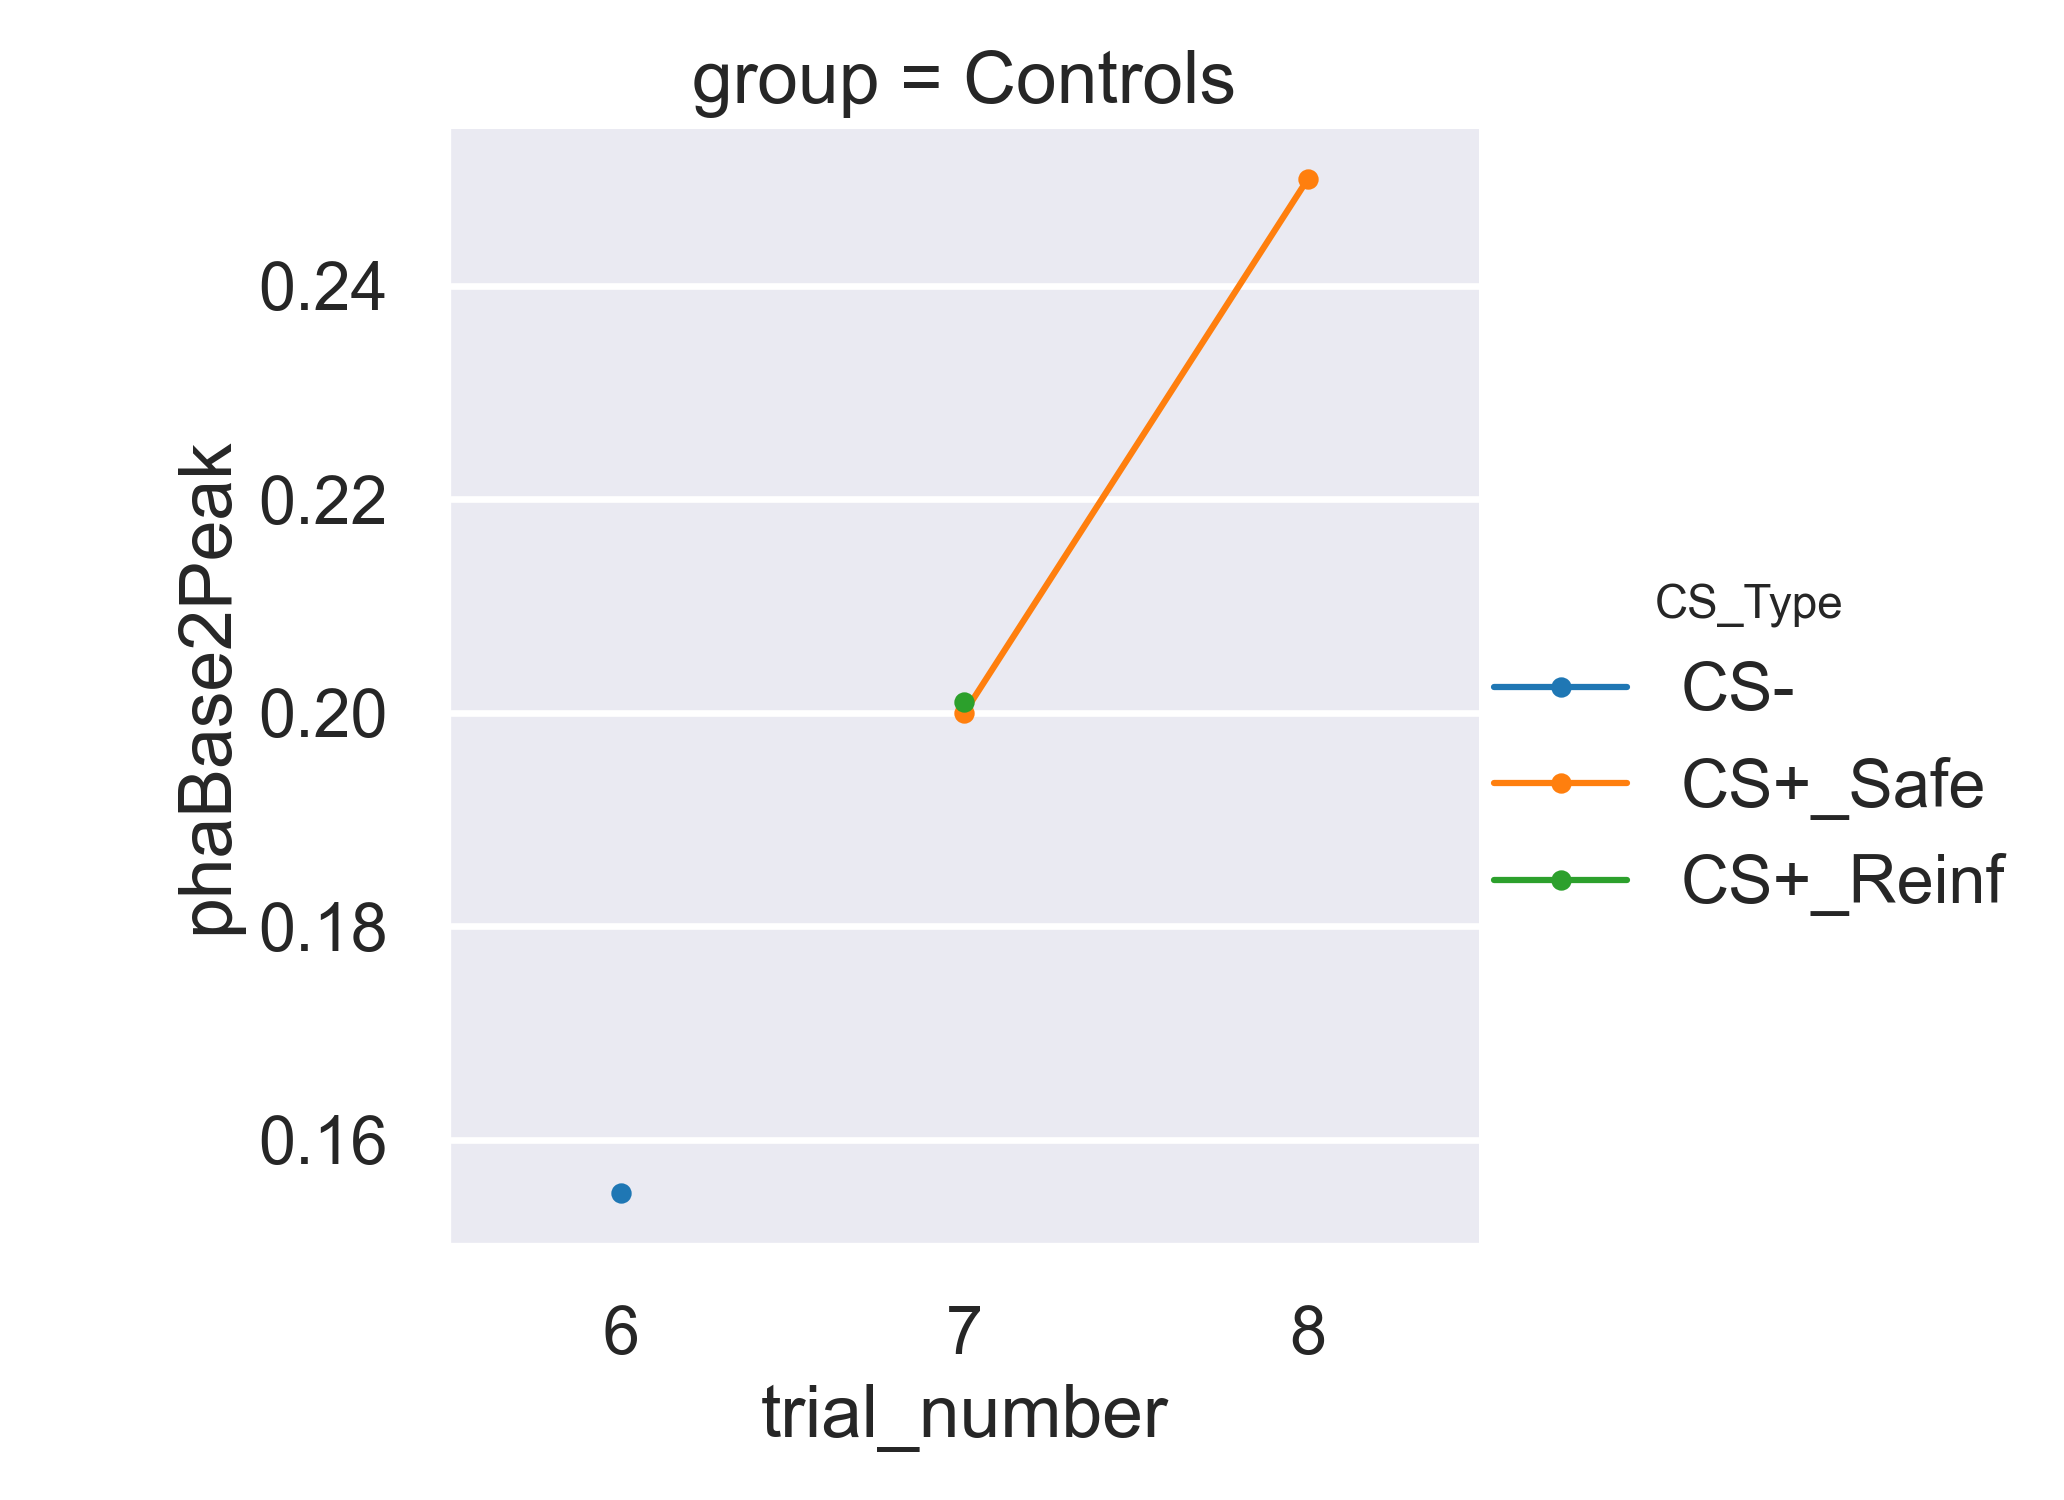 group = Controls
phaBase2Peak
0.24
0.22
0.20
0.18
0.16
6 7 8
trial_number
CS_Type
CS-
CS+_Safe
CS+_Reinf